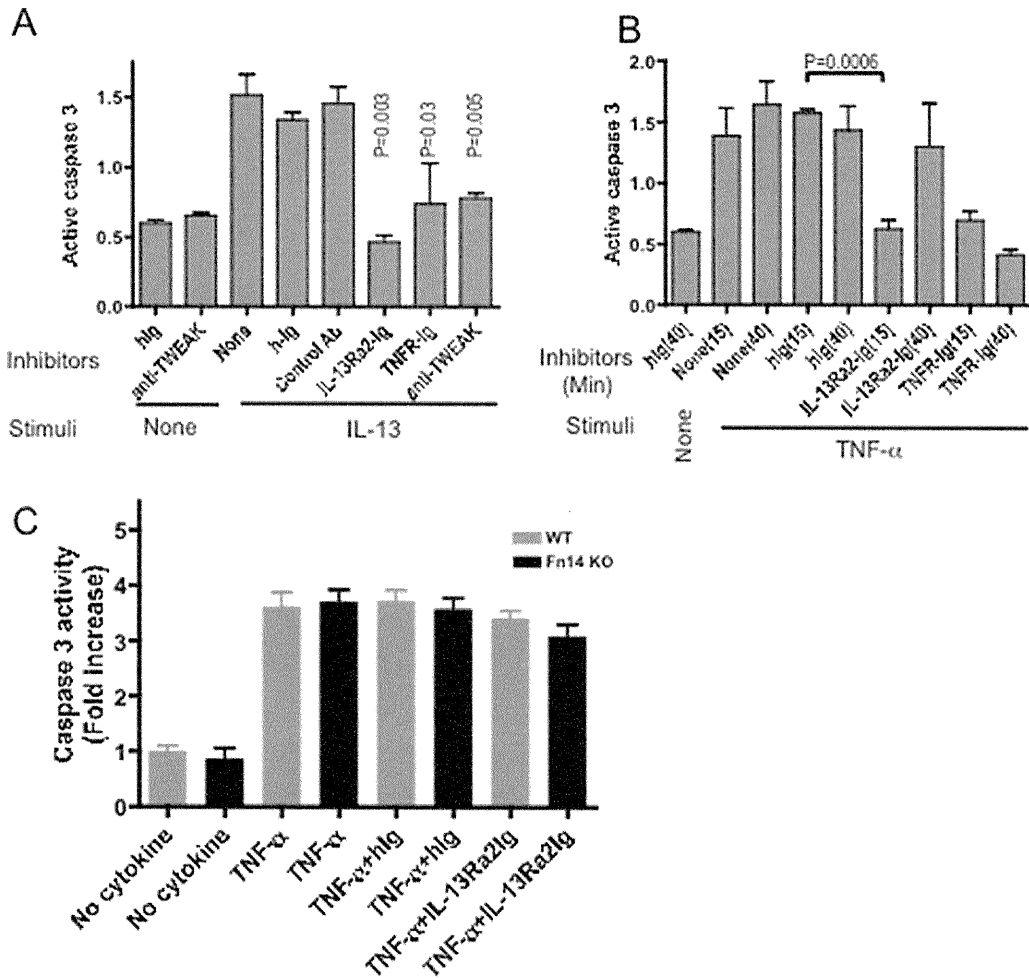 A
Active caspase 3
1.5
1.0
0.5
0.0
P=0.003
P=0.03
P=0.005
Inhibitors
hIg
anti-TWEAK
None
h-Ig
Control Ab
IL-13Ra2-Ig
TNFR-Ig
anti-TWEAK
Stimuli
None
IL-13
B
Active caspase 3
2.0
1.5
1.0
0.5
0.0
P=0.0006
Inhibitors
(Min)
hIg(40)
None(15)
None(40)
hIg(15)
hIg(40)
IL-13Ra2-Ig(15)
IL-13Ra2-Ig(40)
TNFR-Ig(15)
TNFR-Ig(40)
Stimuli
None
TNF-α
C
Caspase 3 activity
(Fold Increase)
5
4
3
2
1
0
WT
Fn14 KO
No cytokine
No cytokine
TNF-α
TNF-α
TNF-α+hIg
TNF-α+hIg
TNF-α+IL-13Ra2Ig
TNF-α+IL-13Ra2Ig